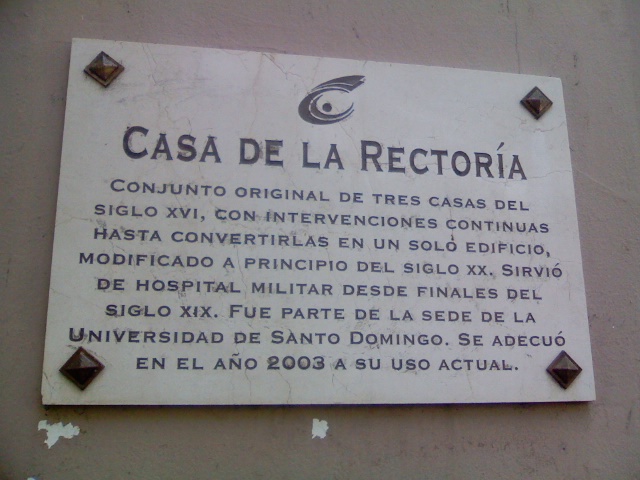 CASA DE LA RECTORÍA
CONJUNTO ORIGINAL DE TRES CASAS DEL
SIGLO XVI, CON INTERVENCIONES CONTINUAS
HASTA CONVERTIRLAS EN UN SOLO EDIFICIO,
MODIFICADO A PRINCIPIO DEL SIGLO XX. SIRVIÓ
DE HOSPITAL MILITAR DESDE FINALES DEL
SIGLO XIX. FUE PARTE DE LA SEDE DE LA
UNIVERSIDAD DE SANTO DOMINGO. SE ADECUÓ
EN EL AÑO 2003 A SU USO ACTUAL.